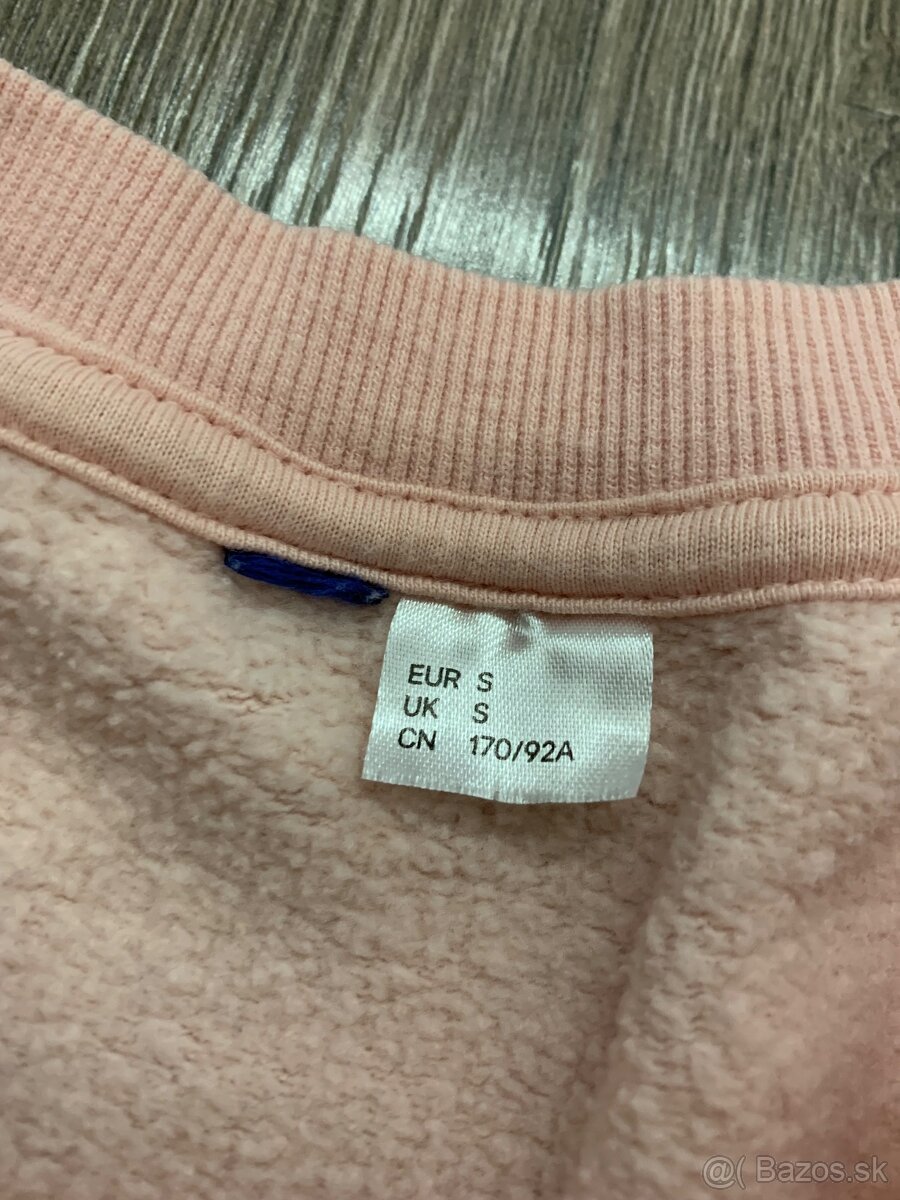 EUR S
UK S
CN 170/92A
@( Bazos.sk